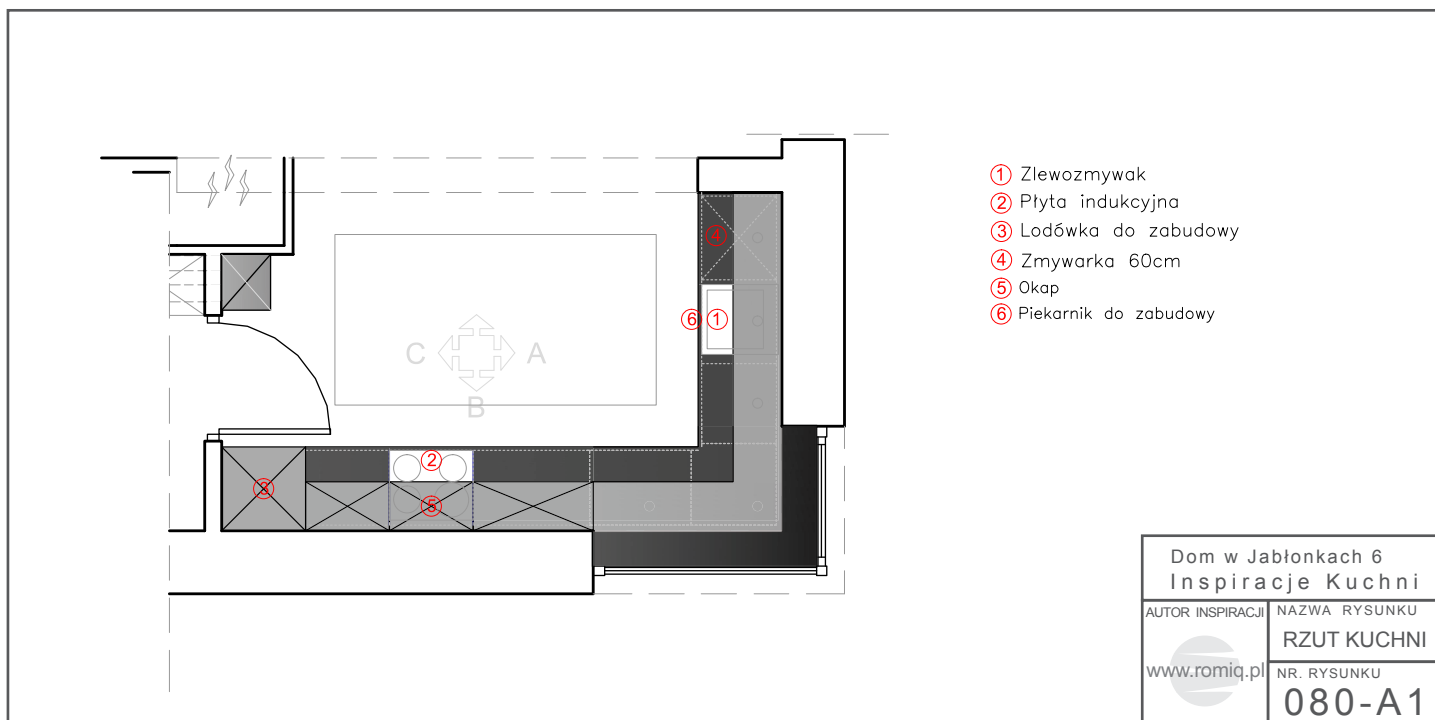 ① Zlewozmywak
② Płyta indukcyjna
③ Lodówka do zabudowy
④ Zmywarka 60cm
⑤ Okap
⑥ Piekarnik do zabudowy
4
6 1
C A
B
2
3
5
Dom w Jabłonkach 6
Inspiracje Kuchni
AUTOR INSPIRACJI
www.romiq.pl
NAZWA RYSUNKU
RZUT KUCHNI
NR. RYSUNKU
080-A1